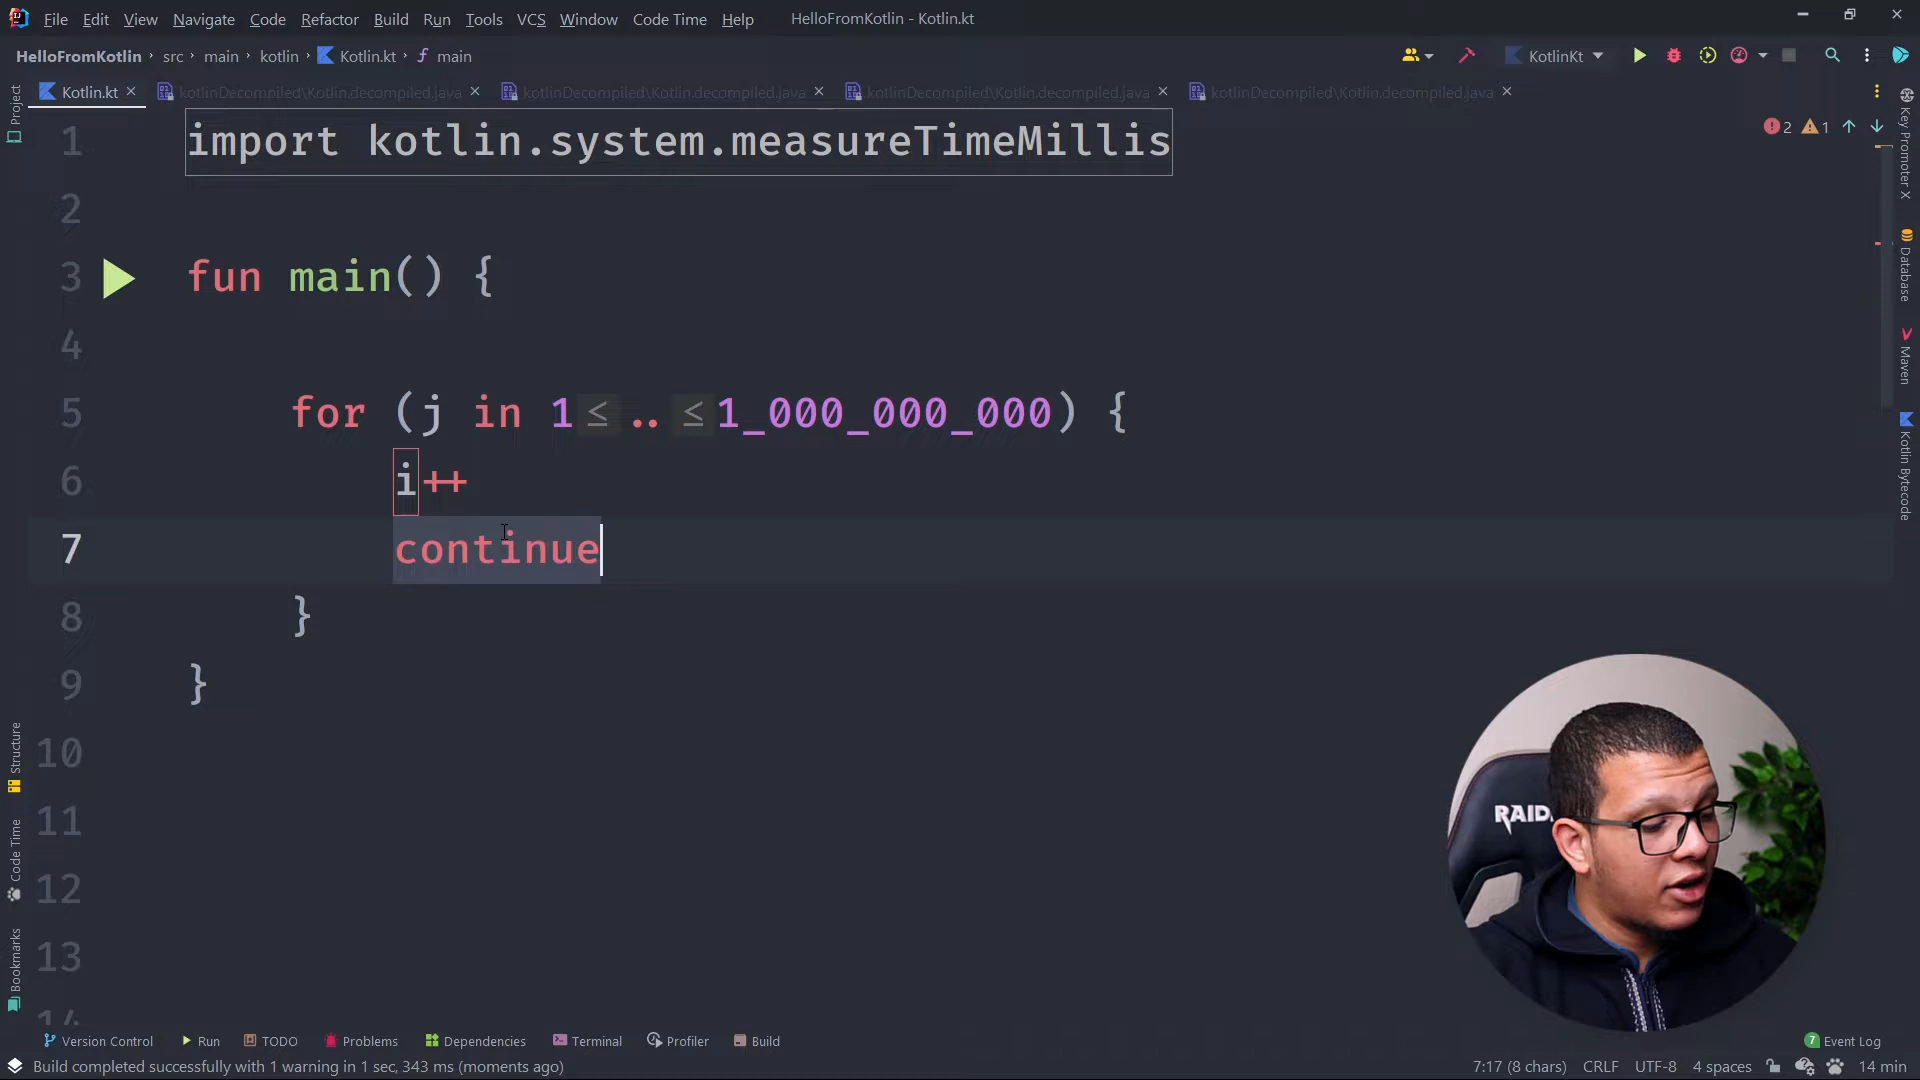 File Edit View Navigate Code Refactor Build Run Tools VCS Window Code Time Help HelloFromKotlin - Kotlin.kt
HelloFromKotlin › src › main › kotlin › Kotlin.kt › f main KotlinKt
Kotlin.kt kotlinDecompiled\Kotlin.decompiled.java kotlinDecompiled\Kotlin.decompiled.java kotlinDecompiled\Kotlin.decompiled.java kotlinDecompiled\Kotlin.decompiled.java
2 1
1 import kotlin.system.measureTimeMillis
2
3 fun main() {
4
5 for (j in 1≤..≤1_000_000_000) {
6 i++
7 continue
8 }
9 }
10
11
12
13
14
Project
Structure
Code Time
Bookmarks
Key Promoter X
Database
Maven
Kotlin Bytecode
RAID
Version Control Run TODO Problems Dependencies Terminal Profiler Build 7 Event Log
Build completed successfully with 1 warning in 1 sec, 343 ms (moments ago) 7:17 (8 chars) CRLF UTF-8 4 spaces 14 min